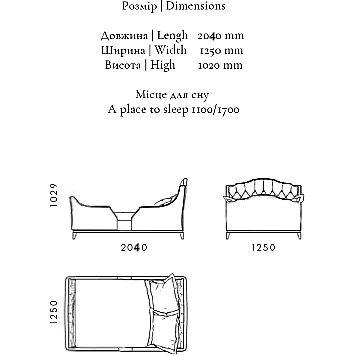 Розмір | Dimensions
Довжина | Lengh 2040 mm
Ширина | Width 1250 mm
Висота | High 1020 mm
Місце для сну
A place to sleep 1100/1700
1029
2040
1250
1250